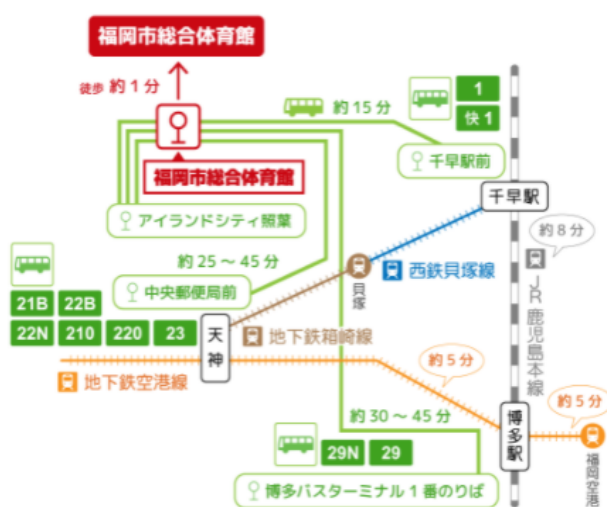 福岡市総合体育館
徒歩 約1分
約15分
1
快1
千早駅前
福岡市総合体育館
千早駅
アイランドシティ照葉
約8分
約25〜45分
西鉄貝塚線
貝塚
JR鹿児島本線
21B 22B
22N 210 220 23
中央郵便局前
天神
地下鉄箱崎線
地下鉄空港線
約5分
約5分
約30〜45分
博多駅
福岡空港
29N 29
博多バスターミナル1番のりば